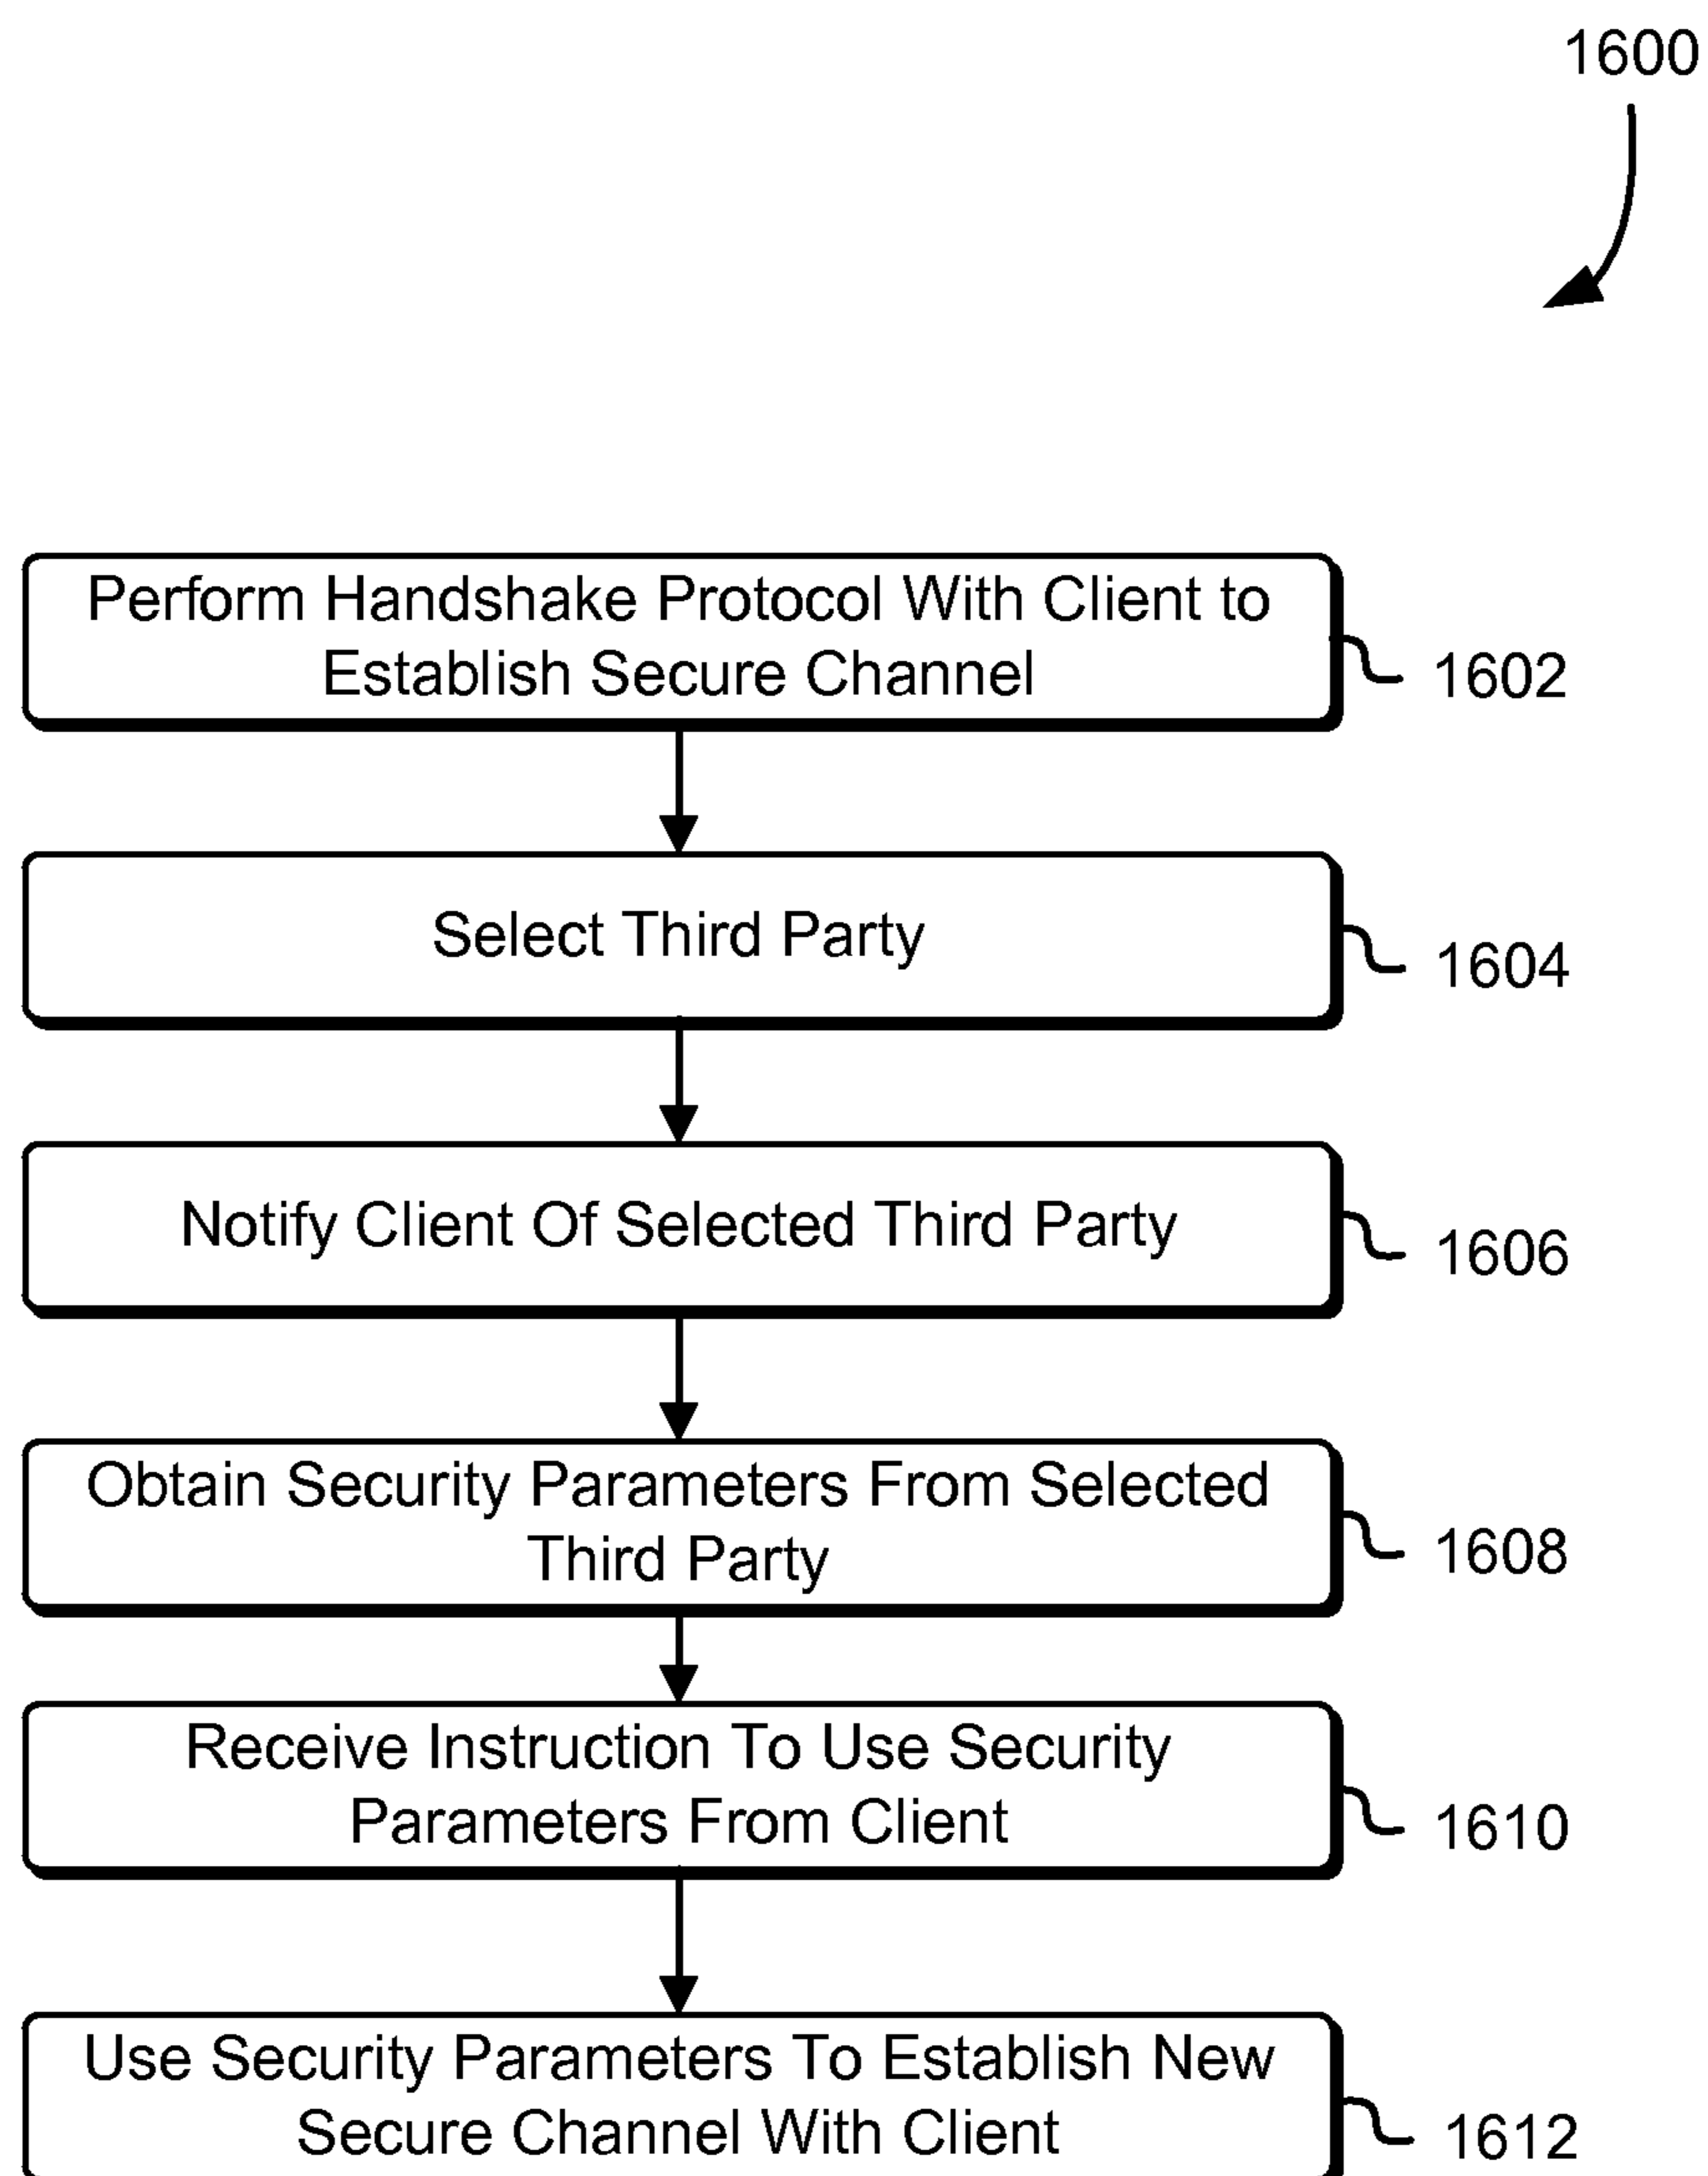 1600
Perform Handshake Protocol With Client to
Establish Secure Channel
1602
Select Third Party
1604
Notify Client Of Selected Third Party
1606
Obtain Security Parameters From Selected
Third Party
1608
Receive Instruction To Use Security
Parameters From Client
1610
Use Security Parameters To Establish New
Secure Channel With Client
1612